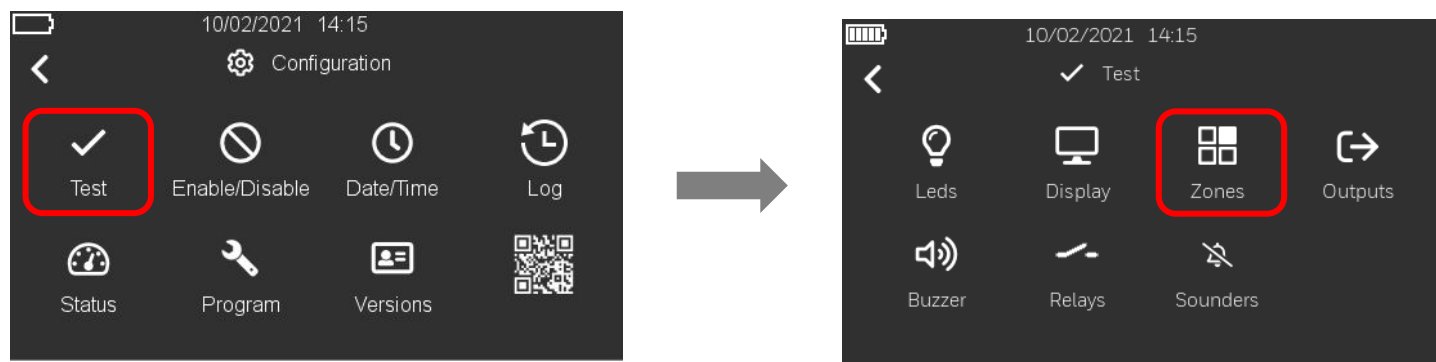 10/02/2021 14:15
Configuration
Test Enable/Disable Date/Time Log
Status Program Versions
10/02/2021 14:15
Test
Leds Display Zones Outputs
Buzzer Relays Sounders